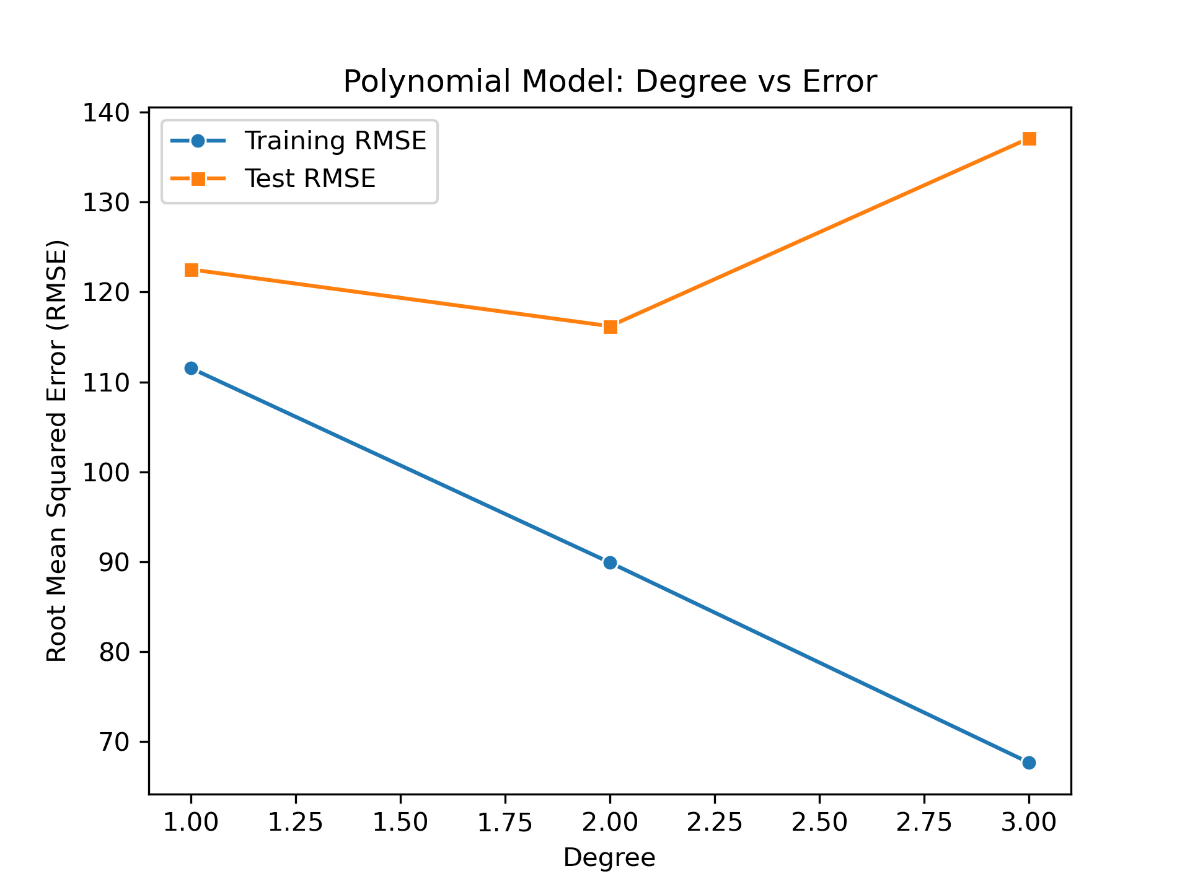 Polynomial Model: Degree vs Error
Training RMSE
Test RMSE
Root Mean Squared Error (RMSE)
140
130
120
110
100
90
80
70
1.00 1.25 1.50 1.75 2.00 2.25 2.50 2.75 3.00
Degree